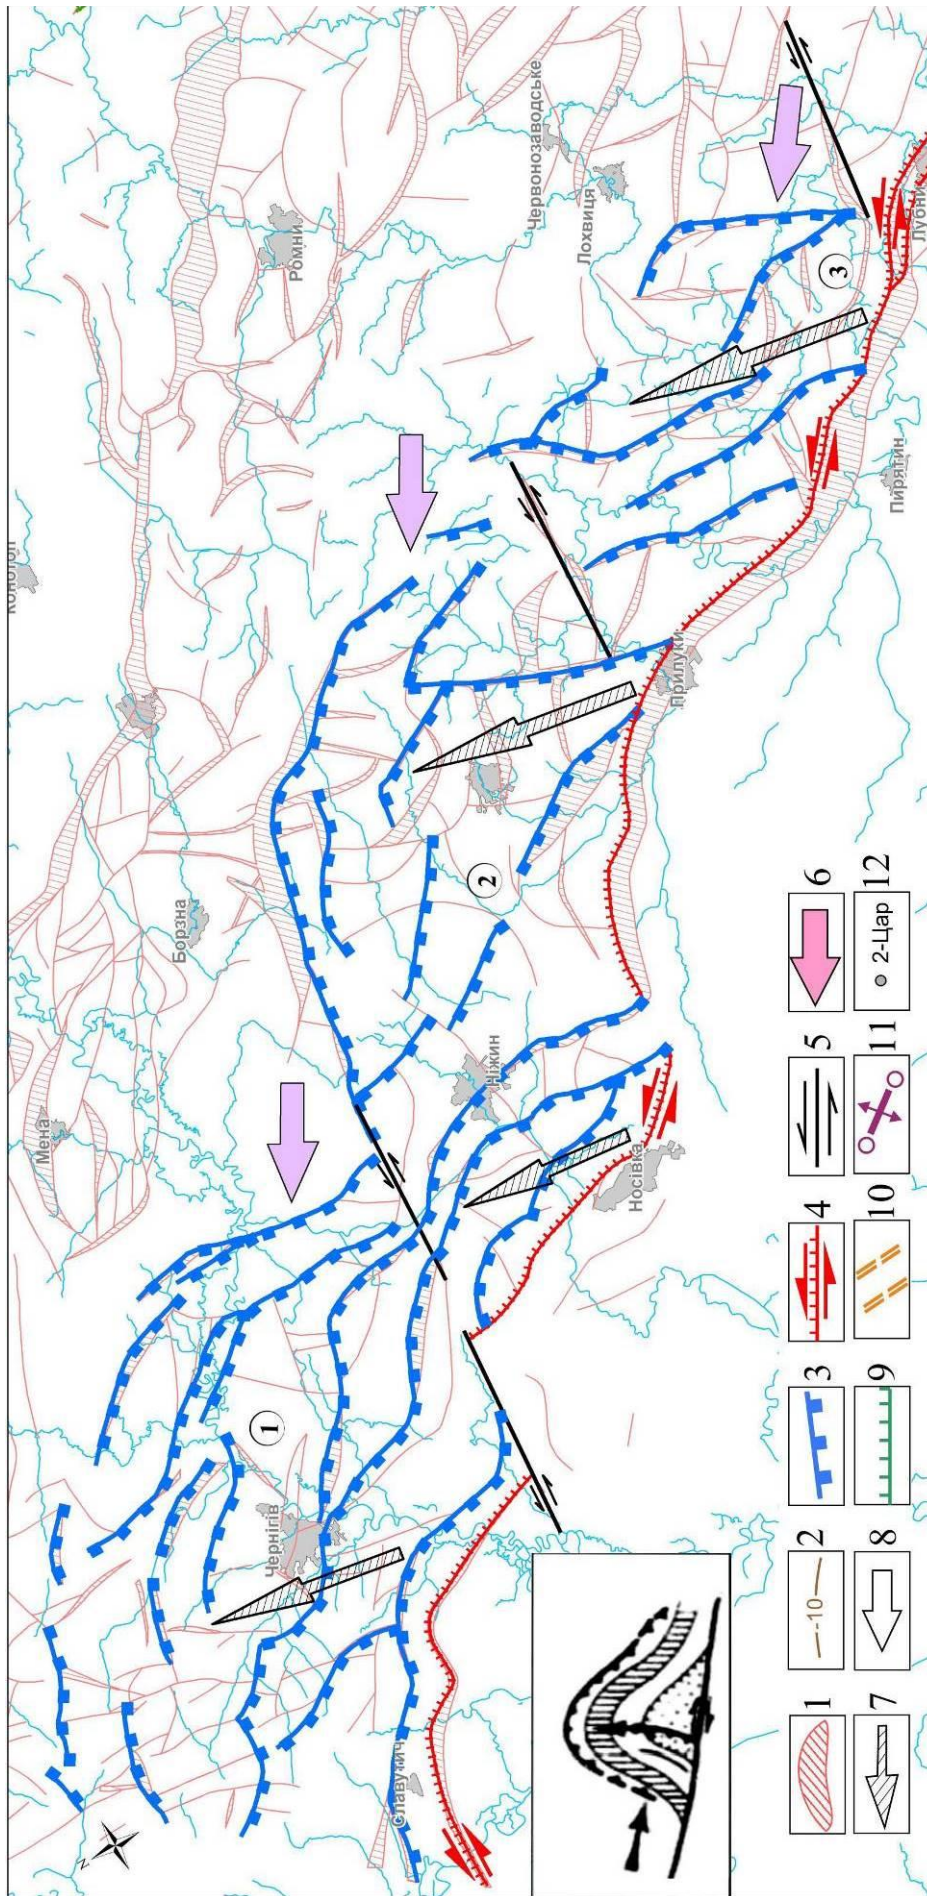 Конотоп
Мена
Борзна
Ромни
Червонозаводське
Лохвиця
Лубни
Пирятин
Прилуки
Ніжин
Носівка
Чернігів
Славутич
N
1
2
3
1
2
-10
3
4
5
6
7
8
9
10
11
12
2-Цар